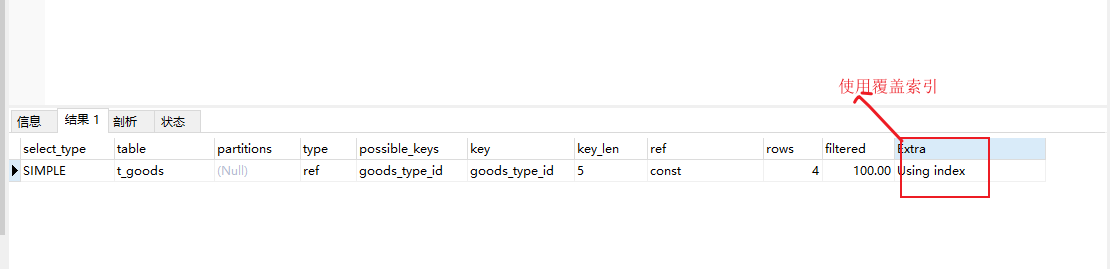 使用覆盖索引
信息 结果 1 剖析 状态
select_type table partitions type possible_keys key key_len ref rows filtered Extra
SIMPLE t_goods (Null) ref goods_type_id goods_type_id 5 const 4 100.00 Using index